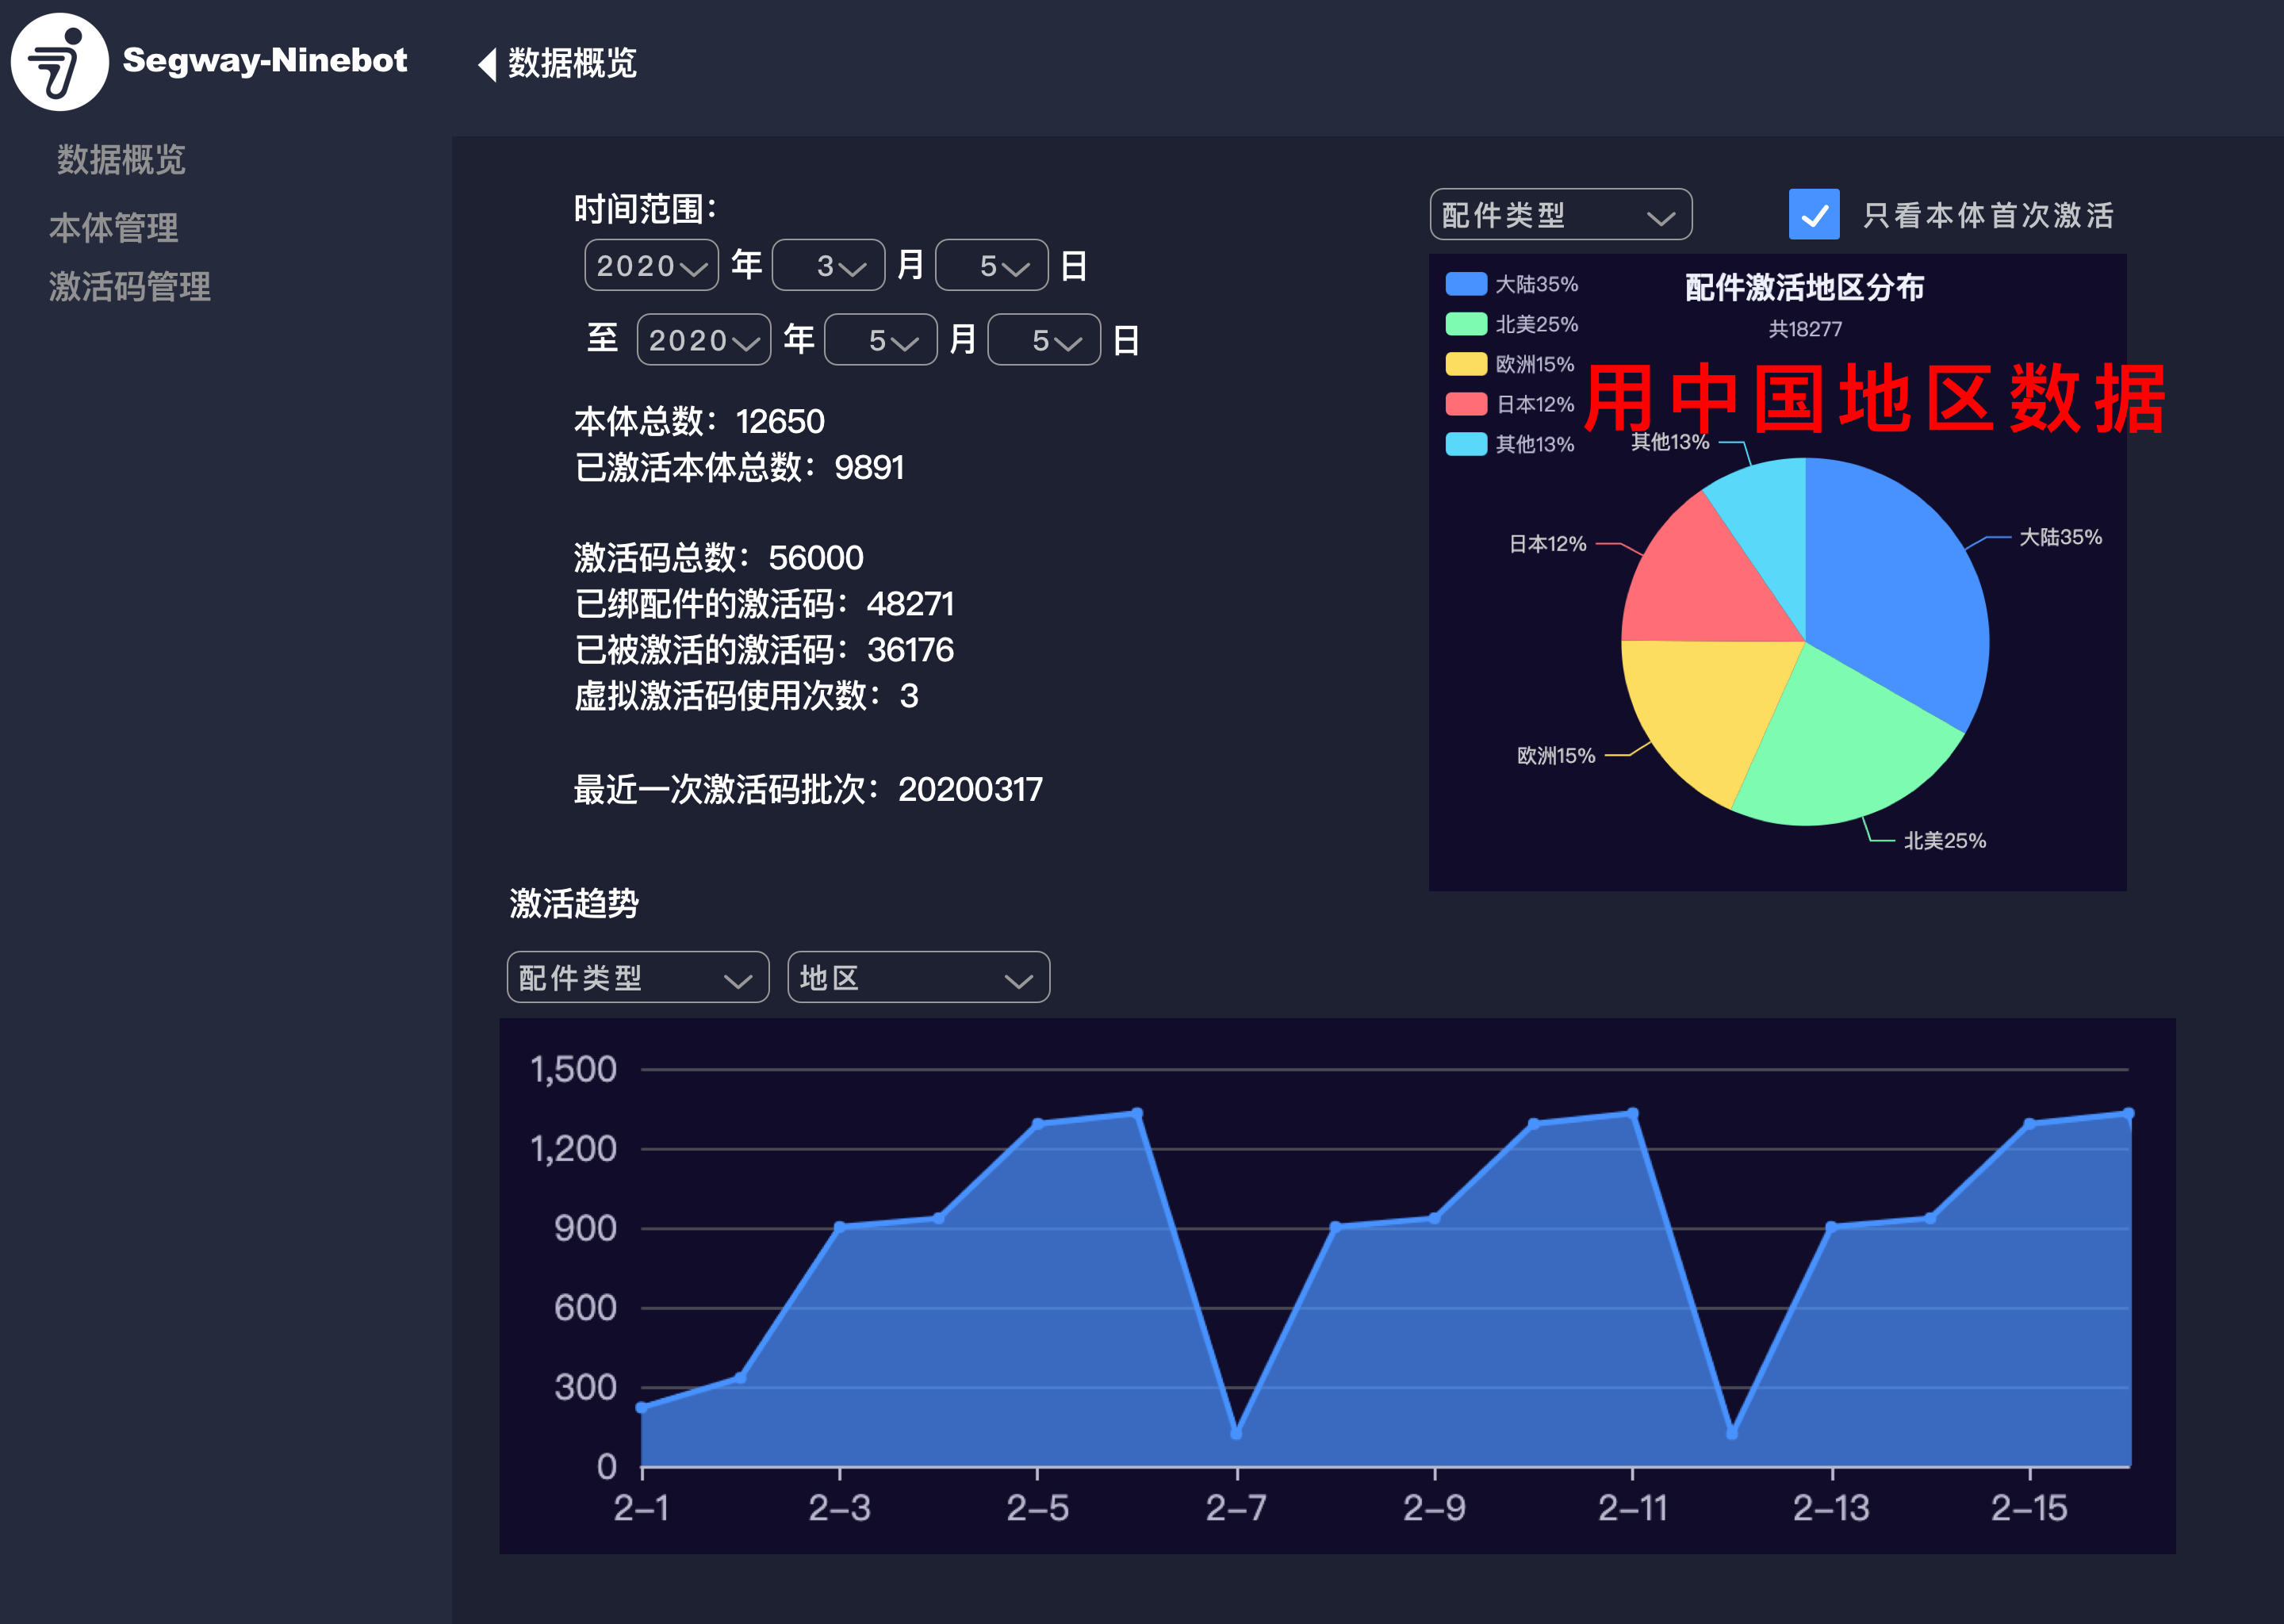 Segway-Ninebot
数据概览
数据概览
本体管理
激活码管理
时间范围：
2020 年 3 月 5 日
至 2020 年 5 月 5 日
本体总数：12650
已激活本体总数：9891
激活码总数：56000
已绑配件的激活码：48271
已被激活的激活码：36176
虚拟激活码使用次数：3
最近一次激活码批次：20200317
配件类型
只看本体首次激活
配件激活地区分布
共18277
大陆35%
北美25%
欧洲15%
日本12%
其他13%
用中国地区数据
其他13%
大陆35%
日本12%
欧洲15%
北美25%
激活趋势
配件类型
地区
1,500
1,200
900
600
300
0
2-1 2-3 2-5 2-7 2-9 2-11 2-13 2-15